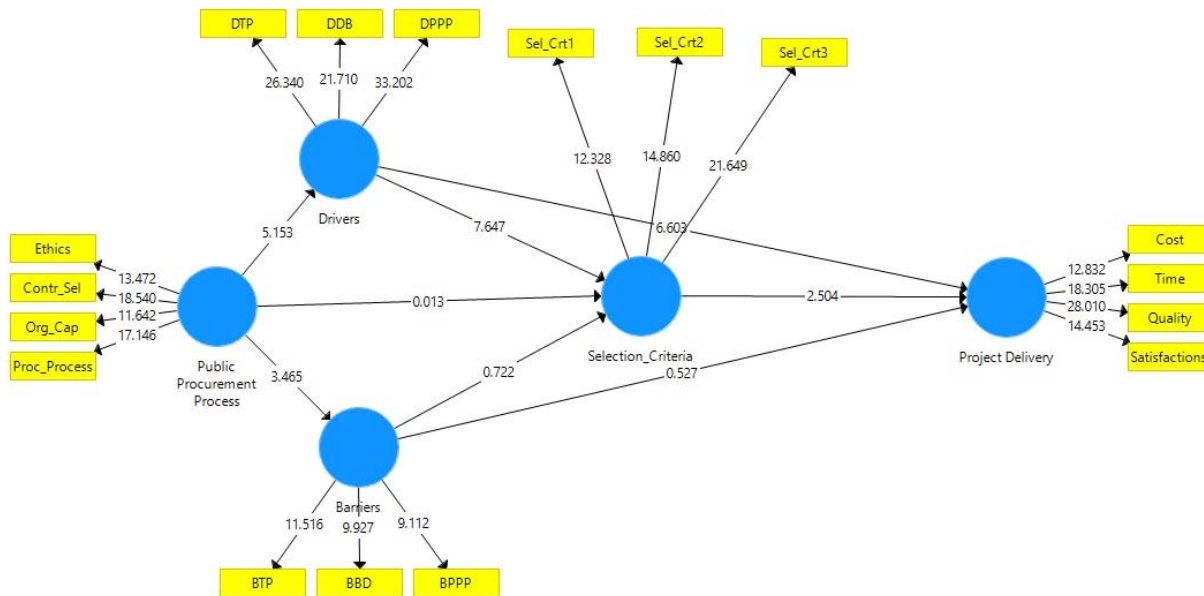 DTP
DDB
DPPP
Sel_Crt1
Sel_Crt2
Sel_Crt3
26.340
21.710
33.202
12.328
14.860
21.649
Drivers
5.153
7.647
6.603
Ethics
Contr_Sel
Org_Cap
Proc_Process
13.472
18.540
11.642
17.146
Public
Procurement
Process
0.013
Selection_Criteria
2.504
Project Delivery
12.832
18.305
28.010
14.453
Cost
Time
Quality
Satisfactions
3.465
0.722
0.527
Barriers
11.516
9.927
9.112
BTP
BBD
BPPP